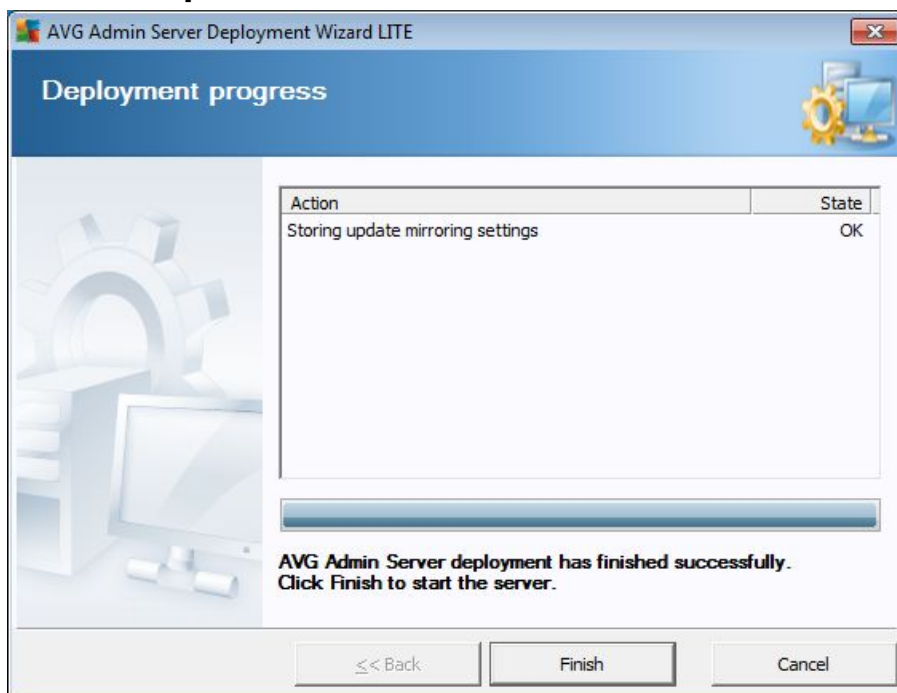 AVG Admin Server Deployment Wizard LITE
Deployment progress
Action State
Storing update mirroring settings OK
AVG Admin Server deployment has finished successfully.
Click Finish to start the server.
<< Back Finish Cancel